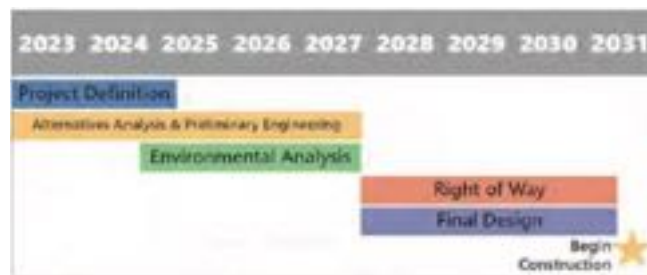 2023 2024 2025 2026 2027 2028 2029 2030 2031
Project Definition
Alternatives Analysis & Preliminary Engineering
Environmental Analysis
Right of Way
Final Design
Begin
Construction